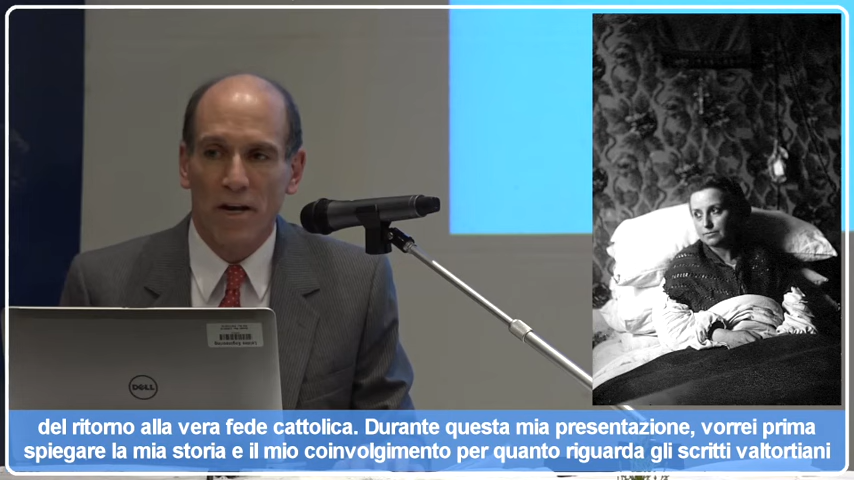 DELL
del ritorno alla vera fede cattolica. Durante questa mia presentazione, vorrei prima
spiegare la mia storia e il mio coinvolgimento per quanto riguarda gli scritti valtortiani